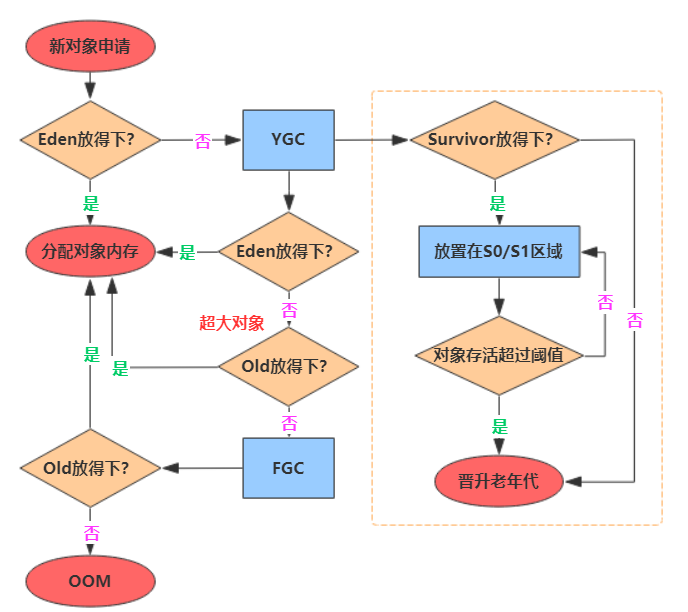 新对象申请
Eden放得下?
否
YGC
Survivor放得下?
是
是
分配对象内存
是
Eden放得下?
放置在S0/S1区域
否
否
超大对象
否
是
是
Old放得下?
对象存活超过阈值
否
是
Old放得下?
FGC
晋升老年代
否
OOM